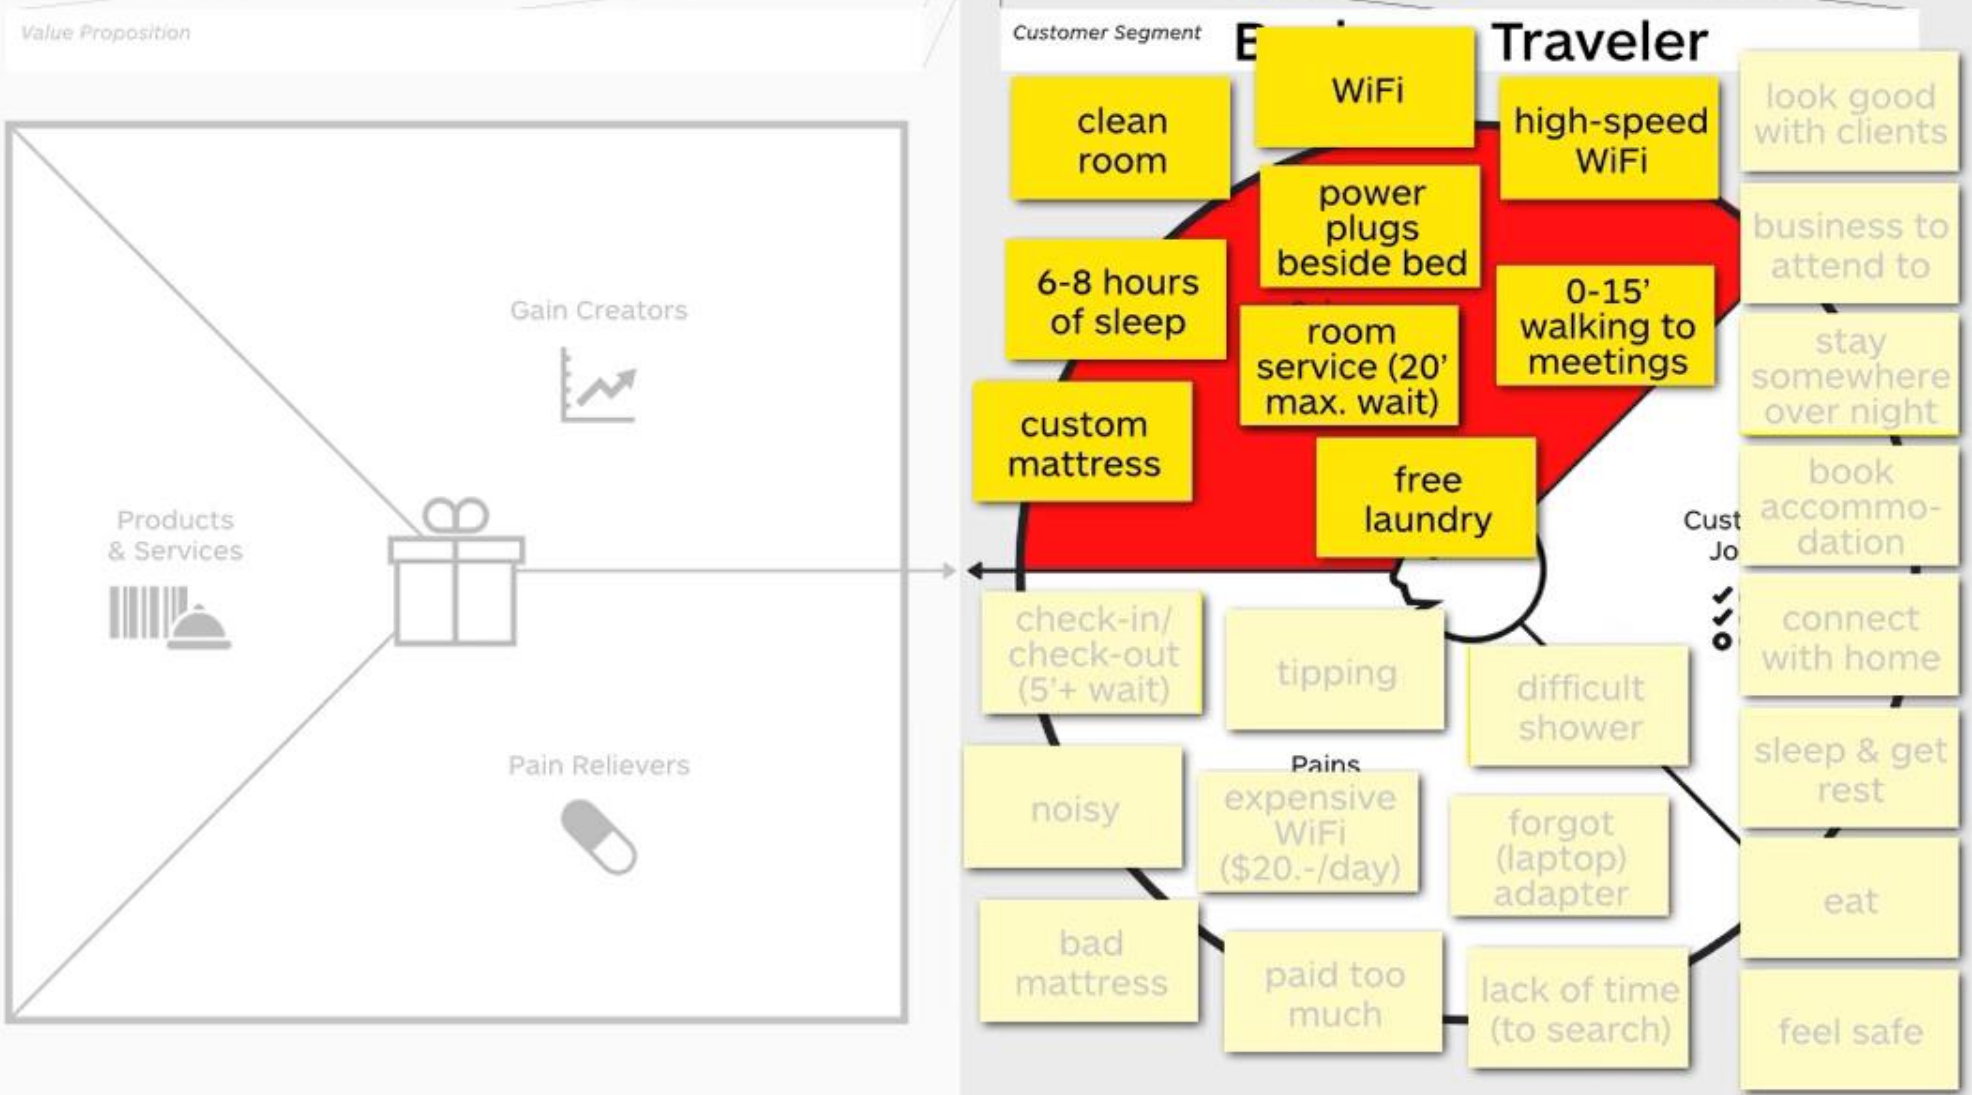 Value Proposition
Gain Creators
Products
& Services
Pain Relievers
Customer Segment
Traveler
clean
room
WiFi
high-speed
WiFi
power
plugs
beside bed
6-8 hours
of sleep
room
service (20'
max. wait)
0-15'
walking to
meetings
custom
mattress
free
laundry
look good
with clients
business to
attend to
stay
somewhere
over night
book
accommo-
dation
connect
with home
sleep & get
rest
eat
feel safe
check-in/
check-out
(5'+ wait)
tipping
difficult
shower
Pains
noisy
expensive
WiFi
($20.-/day)
forgot
(laptop)
adapter
bad
mattress
paid too
much
lack of time
(to search)